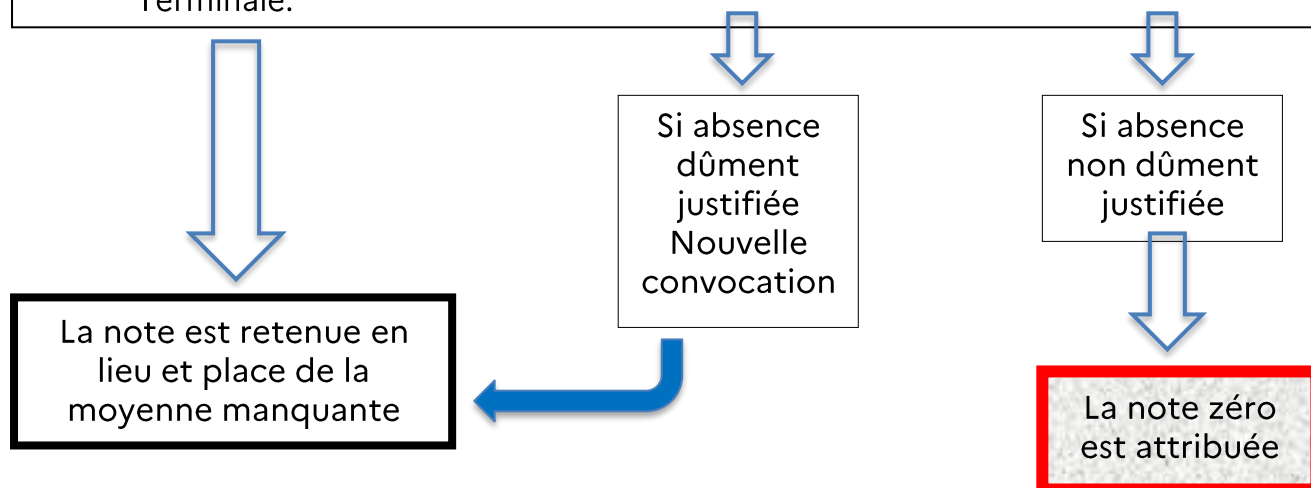 Terminale.
Si absence
dûment
justifiée
Nouvelle
convocation
Si absence
non dûment
justifiée
La note est retenue en
lieu et place de la
moyenne manquante
La note zéro
est attribuée